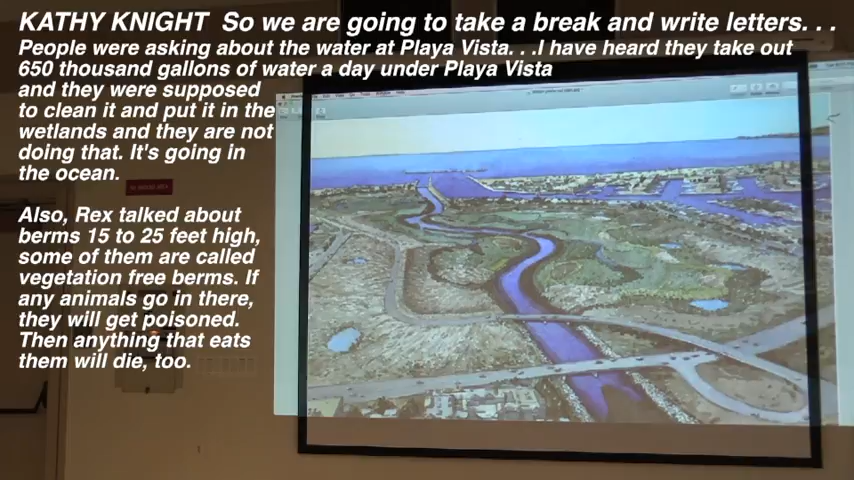 KATHY KNIGHT So we are going to take a break and write letters. . .
People were asking about the water at Playa Vista. . .I have heard they take out
650 thousand gallons of water a day under Playa Vista
and they were supposed
to clean it and put it in the
wetlands and they are not
doing that. It's going in
the ocean.
Also, Rex talked about
berms 15 to 25 feet high,
some of them are called
vegetation free berms. If
any animals go in there,
they will get poisoned.
Then anything that eats
them will die, too.